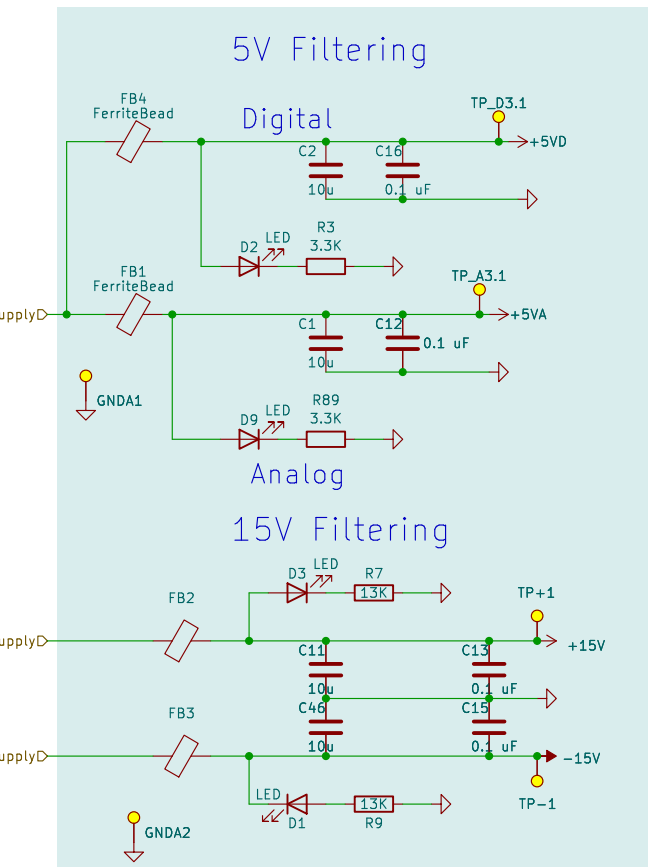 5V Filtering
FB4
FerriteBead
Digital
TP_D3.1
+5VD
C2
10u
C16
0.1 uF
D2
LED
R3
3.3K
FB1
FerriteBead
TP_A3.1
upply
+5VA
C1
10u
C12
0.1 uF
GNDA1
D9
LED
R89
3.3K
Analog
15V Filtering
D3
LED
R7
13K
FB2
TP+1
upply
+15V
C11
10u
C13
0.1 uF
C46
10u
C15
0.1 uF
FB3
upply
-15V
LED
D1
13K
R9
TP-1
GNDA2